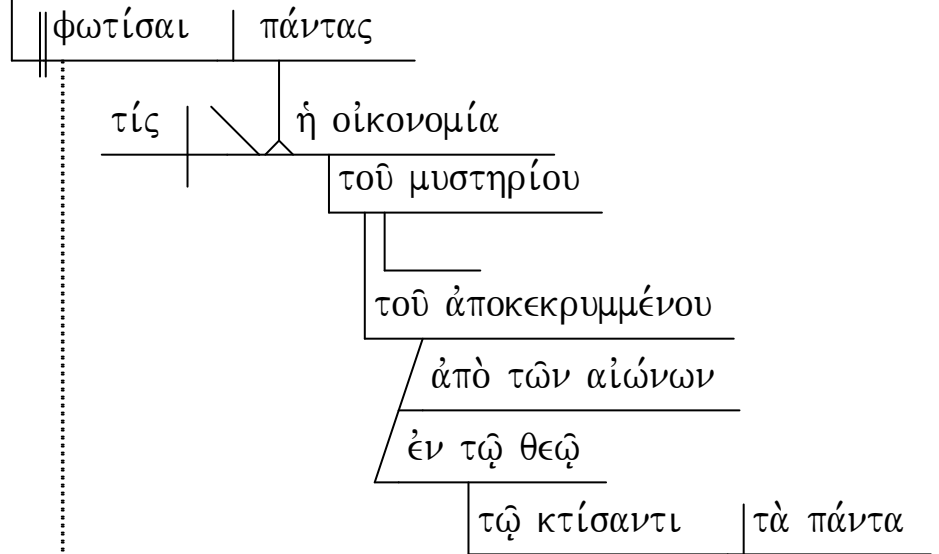 φωτίσαι πάντας
τίς ἡ οἰκονομία
τοῦ μυστηρίου
τοῦ ἀποκεκρυμμένου
ἀπὸ τῶν αἰώνων
ἐν τῷ θεῷ
τῷ κτίσαντι τὰ πάντα